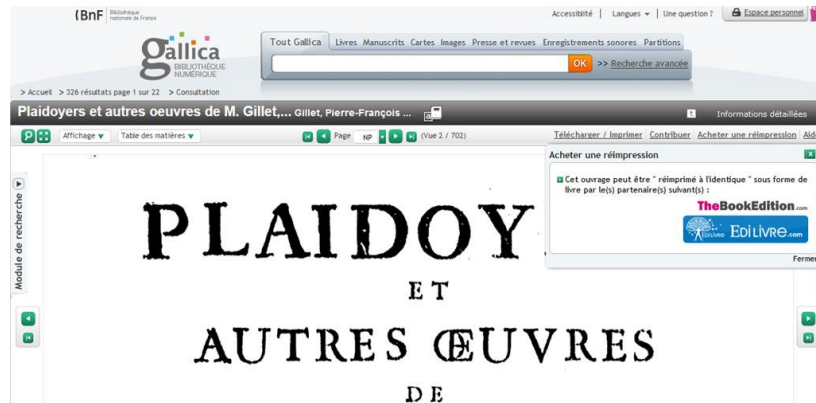 {BnF Bibliothèque nationale de France
Accessibilité | Langues | Une question ? Espace personnel
gallica
BIBLIOTHÈQUE
NUMÉRIQUE
Tout Gallica Livres Manuscrits Cartes Images Presse et revues Enregistrements sonores Partitions
OK >> Recherche avancée
> Accueil > 326 résultats page 1 sur 22 > Consultation
Plaidoyers et autres oeuvres de M. Gillet,... Gillet, Pierre-François ...
Informations détaillées
Affichage Table des matières Page NP (Vue 2 / 702) Télécharger / Imprimer Contribuer Acheter une réimpression Aide
Acheter une réimpression X
Cet ouvrage peut être " réimprimé à l'identique " sous forme de
livre par le(s) partenaire(s) suivant(s) :
TheBookEdition.com
EDILIVRE.com
Fermer
Module de recherche
PLAIDOY
ET
AUTRES ŒUVRES
DE